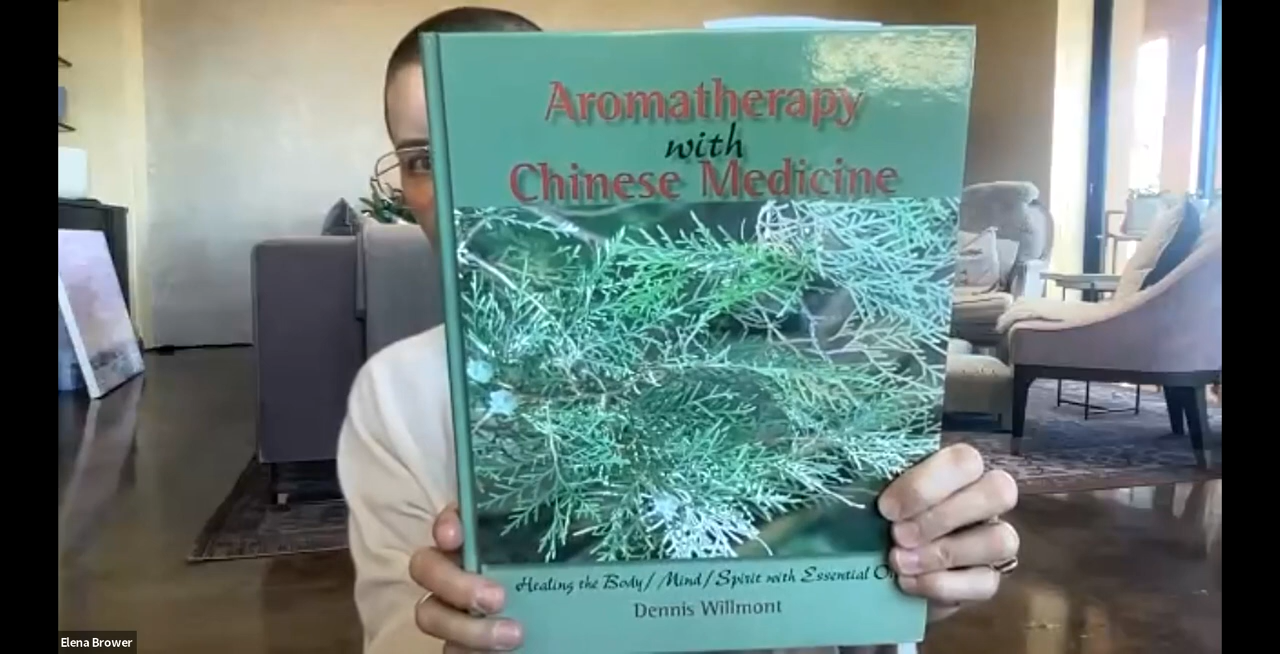 Aromatherapy
with
Chinese Medicine
Healing the Body/Mind/Spirit with Essential
Dennis Willmont
Elena Brower